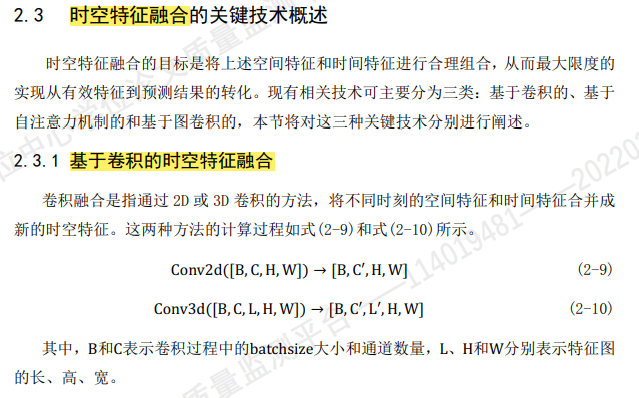 2.3 时空特征融合的关键技术概述
时空特征融合的目标是将上述空间特征和时间特征进行合理组合，从而最大限度的
实现从有效特征到预测结果的转化。现有相关技术可主要分为三类：基于卷积的、基于
自注意力机制的和基于图卷积的，本节将对这三种关键技术分别进行阐述。
2.3.1 基于卷积的时空特征融合
卷积融合是指通过 2D 或 3D 卷积的方法，将不同时刻的空间特征和时间特征合并成
新的时空特征。这两种方法的计算过程如式(2-9)和式(2-10)所示。
Conv2d([B, C, H, W]) → [B, C′, H, W] (2-9)
Conv3d([B, C, L, H, W]) → [B, C′, L′, H, W] (2-10)
其中，B和C表示卷积过程中的batchsize大小和通道数量，L、H和W分别表示特征图
的长、高、宽。